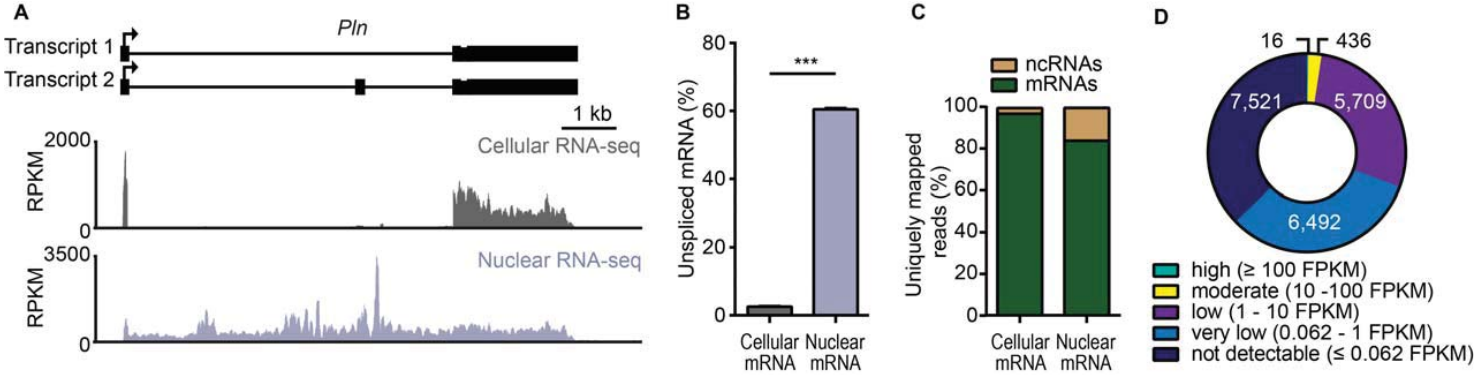 A
Pln
Transcript 1
Transcript 2
1 kb
2000
Cellular RNA-seq
RPKM
0
3500
Nuclear RNA-seq
RPKM
0
B
80
60
40
20
0
Unspliced mRNA (%)
***
Cellular
mRNA
Nuclear
mRNA
C
ncRNAs
mRNAs
100
80
60
40
20
0
Uniquely mapped
reads (%)
Cellular
mRNA
Nuclear
mRNA
D
16
436
7,521
5,709
6,492
high (≥ 100 FPKM)
moderate (10 -100 FPKM)
low (1 - 10 FPKM)
very low (0.062 - 1 FPKM)
not detectable (≤ 0.062 FPKM)